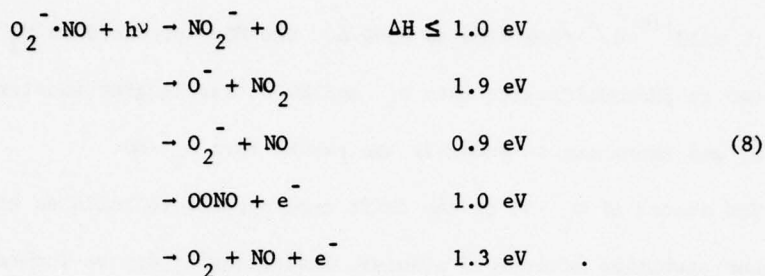 O₂⁻·NO + hν → NO₂⁻ + O ΔH ≤ 1.0 eV
→ O⁻ + NO₂ 1.9 eV
→ O₂⁻ + NO 0.9 eV (8)
→ OONO + e⁻ 1.0 eV
→ O₂ + NO + e⁻ 1.3 eV .